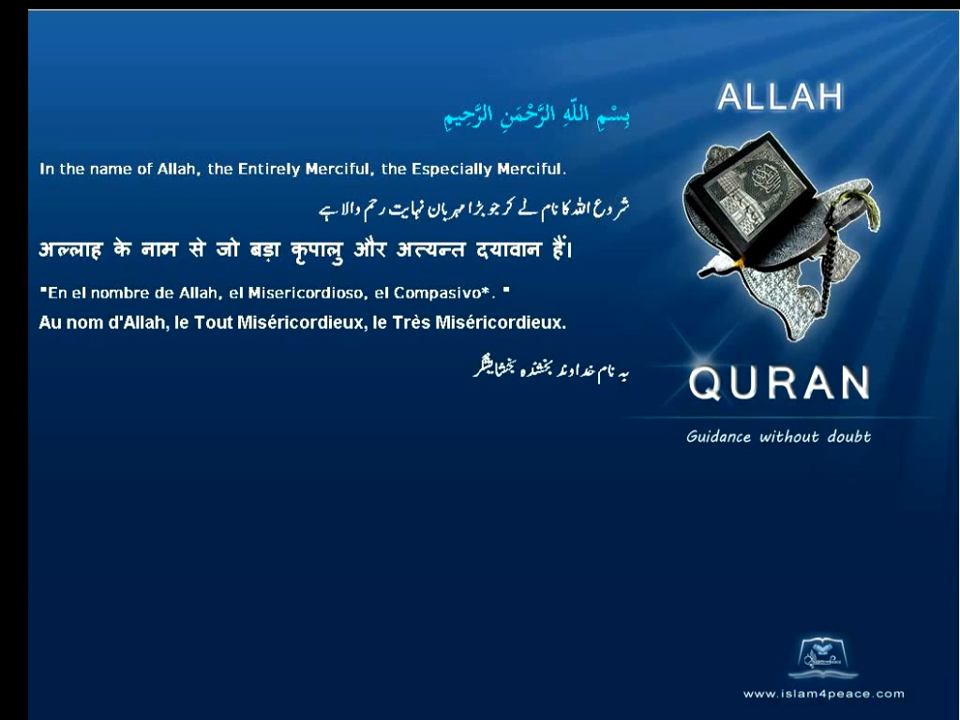 بِسْمِ اللّهِ الرَّحْمَنِ الرَّحِيمِ
In the name of Allah, the Entirely Merciful, the Especially Merciful.
شروع اللہ کا نام لے کر جو بڑا مہربان نہایت رحم والا ہے
अल्लाह के नाम से जो बड़ा कृपालु और अत्यन्त दयावान हैं।
"En el nombre de Allah, el Misericordioso, el Compasivo*. "
Au nom d'Allah, le Tout Miséricordieux, le Très Miséricordieux.
به نام خداوند بخشنده بخشایشگر
ALLAH
QURAN
Guidance without doubt
www.islam4peace.com